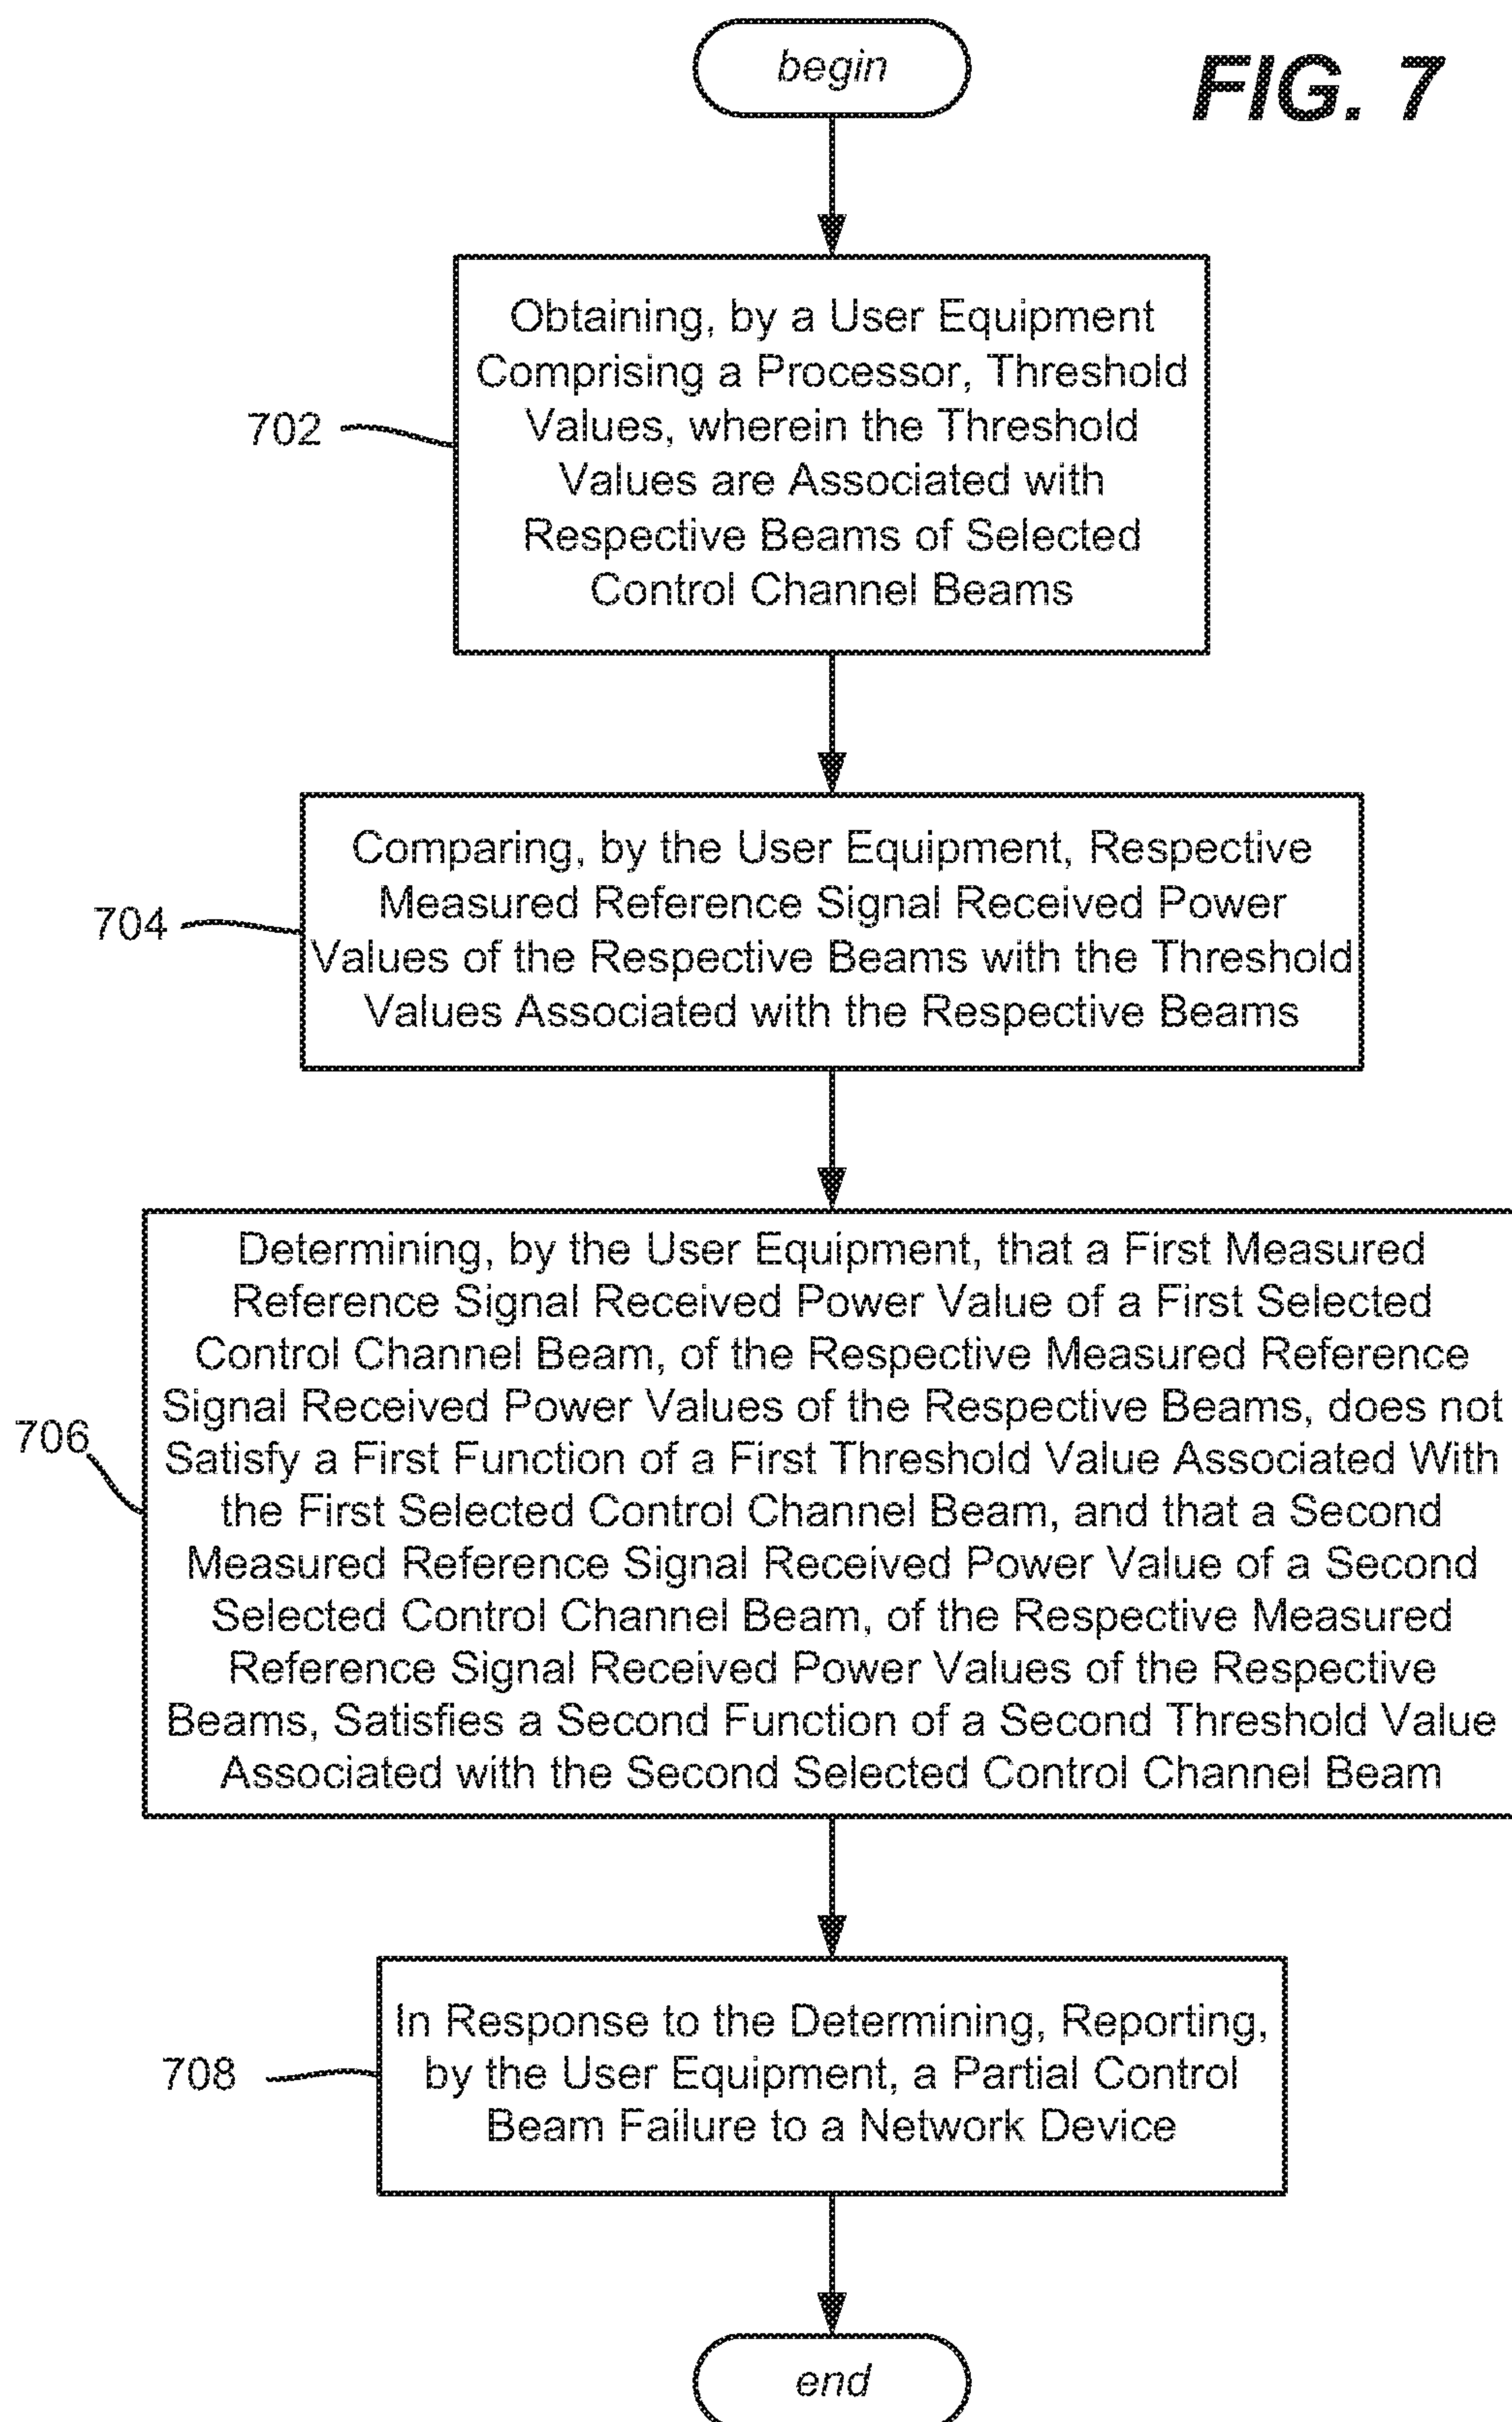 begin
FIG. 7
702
Obtaining, by a User Equipment
Comprising a Processor, Threshold
Values, wherein the Threshold
Values are Associated with
Respective Beams of Selected
Control Channel Beams
704
Comparing, by the User Equipment, Respective
Measured Reference Signal Received Power
Values of the Respective Beams with the Threshold
Values Associated with the Respective Beams
706
Determining, by the User Equipment, that a First Measured
Reference Signal Received Power Value of a First Selected
Control Channel Beam, of the Respective Measured Reference
Signal Received Power Values of the Respective Beams, does not
Satisfy a First Function of a First Threshold Value Associated With
the First Selected Control Channel Beam, and that a Second
Measured Reference Signal Received Power Value of a Second
Selected Control Channel Beam, of the Respective Measured
Reference Signal Received Power Values of the Respective
Beams, Satisfies a Second Function of a Second Threshold Value
Associated with the Second Selected Control Channel Beam
708
In Response to the Determining, Reporting,
by the User Equipment, a Partial Control
Beam Failure to a Network Device
end